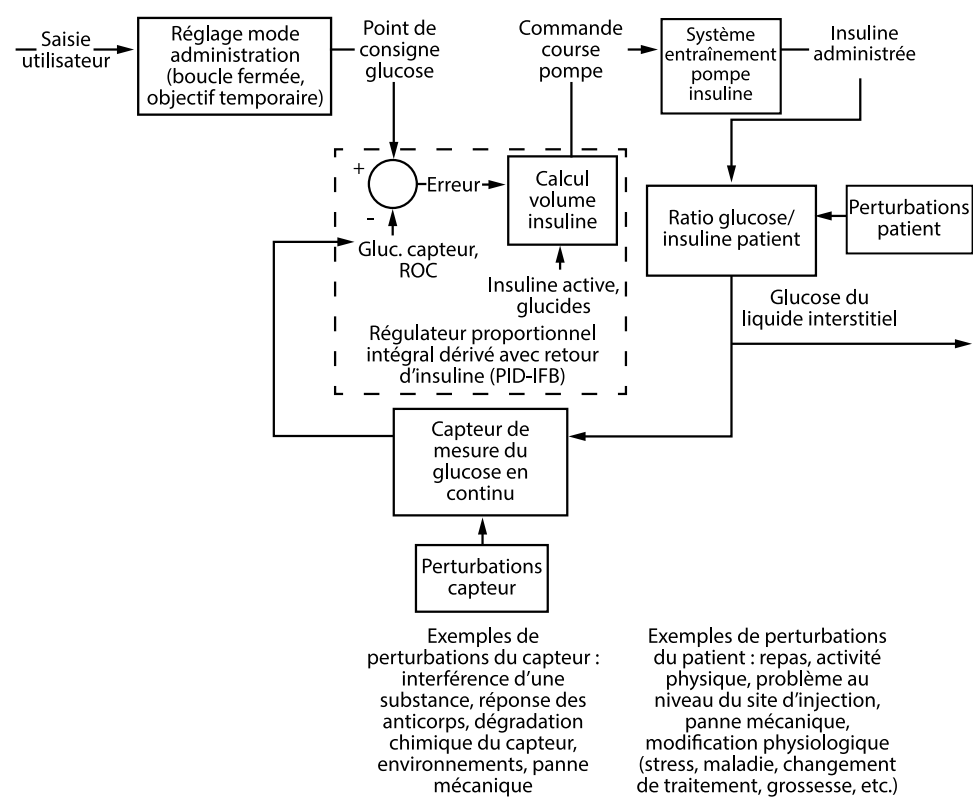 Saisie
utilisateur
Réglage mode
administration
(boucle fermée,
objectif temporaire)
Point de
consigne
glucose
Commande
course
pompe
Système
entraînement
pompe
insuline
Insuline
administrée
+
-
Erreur
Calcul
volume
insuline
Gluc. capteur,
ROC
Insuline active,
glucides
Régulateur proportionnel
intégral dérivé avec retour
d’insuline (PID-IFB)
Ratio glucose/
insuline patient
Perturbations
patient
Glucose du
liquide interstitiel
Capteur de
mesure du
glucose en
continu
Perturbations
capteur
Exemples de
perturbations du capteur :
interférence d’une
substance, réponse des
anticorps, dégradation
chimique du capteur,
environnements, panne
mécanique
Exemples de perturbations
du patient : repas, activité
physique, problème au
niveau du site d’injection,
panne mécanique,
modification physiologique
(stress, maladie, changement
de traitement, grossesse, etc.)